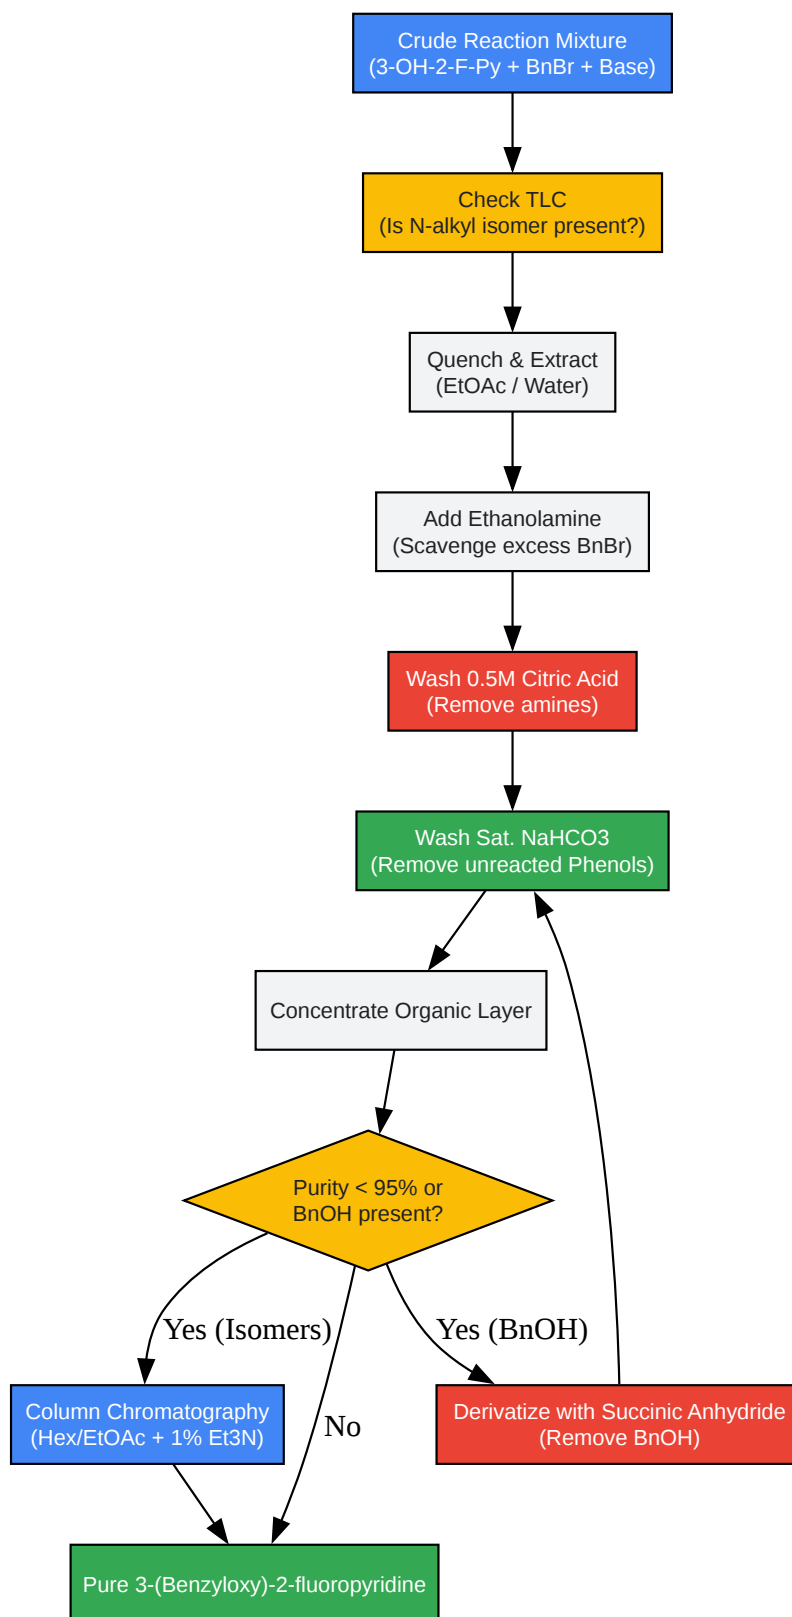 Crude Reaction Mixture
(3-OH-2-F-Py + BnBr + Base)
Check TLC
(Is N-alkyl isomer present?)
Quench & Extract
(EtOAc / Water)
Add Ethanolamine
(Scavenge excess BnBr)
Wash 0.5M Citric Acid
(Remove amines)
Wash Sat. NaHCO3
(Remove unreacted Phenols)
Concentrate Organic Layer
Purity < 95% or
BnOH present?
Yes (Isomers)
Yes (BnOH)
Column Chromatography
(Hex/EtOAc + 1% Et3N)
No
Derivatize with Succinic Anhydride
(Remove BnOH)
Pure 3-(Benzyloxy)-2-fluoropyridine